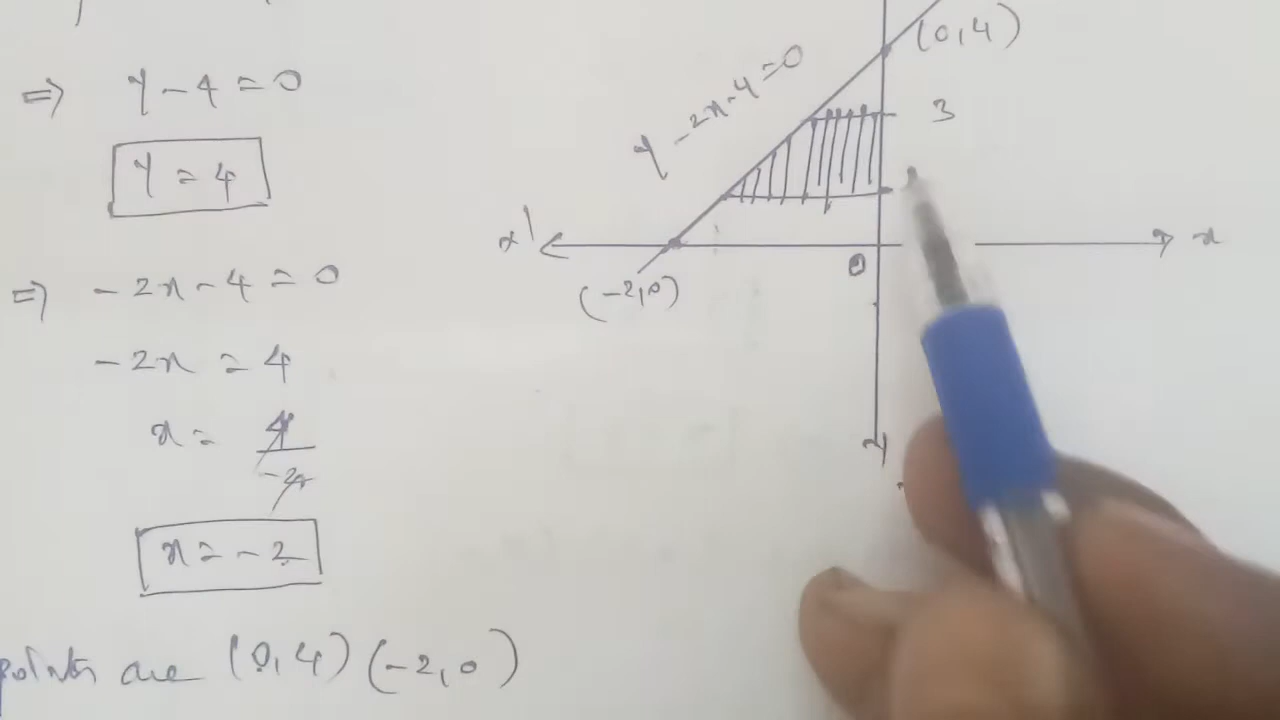 ⇒ y - 4 = 0
y = 4
⇒ - 2x - 4 = 0
- 2x = 4
x = 4/-2
x = - 2
points are (0,4) (-2,0)
(0,4)
y - 2x - 4 = 0
3
x'
x
0
(-2,0)
y